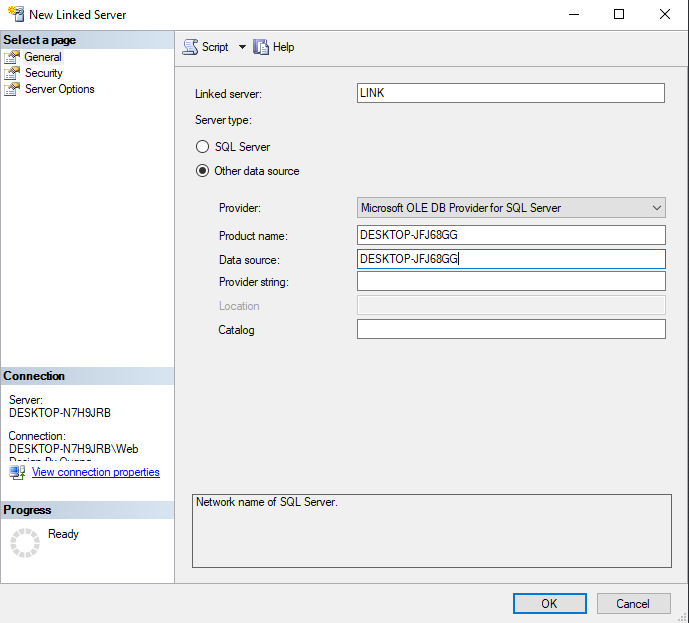 New Linked Server
Select a page
General
Security
Server Options
Script
Help
Linked server:
LINK
Server type:
SQL Server
Other data source
Provider:
Microsoft OLE DB Provider for SQL Server
Product name:
DESKTOP-JFJ68GG
Data source:
DESKTOP-JFJ68GG
Provider string:
Location
Catalog
Connection
Server:
DESKTOP-N7H9JRB
Connection:
DESKTOP-N7H9JRB\Web
Design By Quang
View connection properties
Progress
Ready
Network name of SQL Server.
OK
Cancel